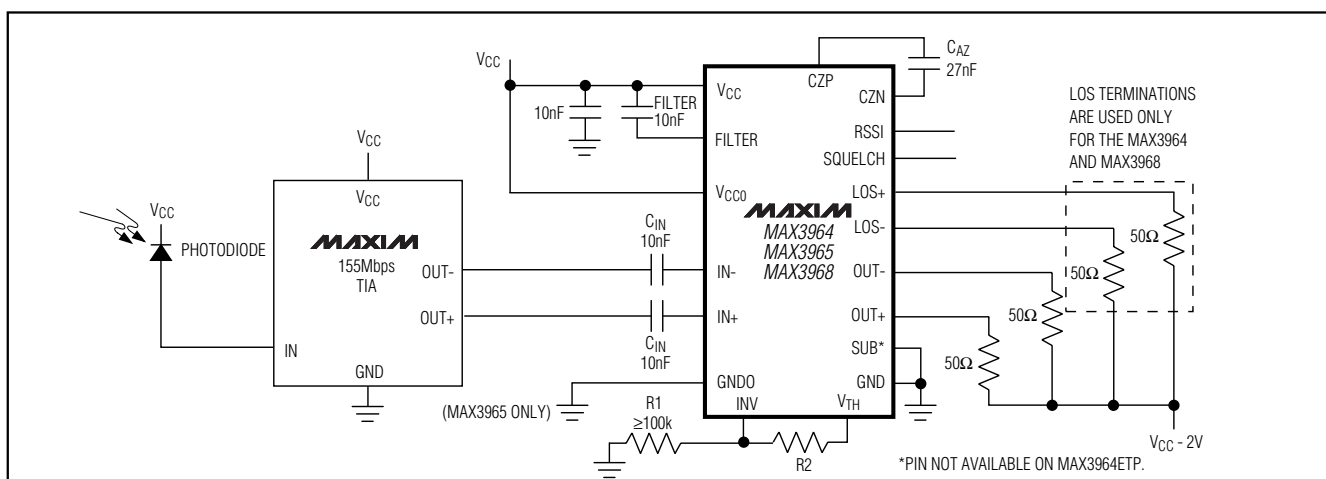 VCC
VCC
VCC
PHOTODIODE
VCC
MAXIM
155Mbps
TIA
OUT-
OUT+
IN
GND
10nF
FILTER
10nF
CIN
10nF
CIN
10nF
(MAX3965 ONLY)
R1
≥100k
R2
VCC
FILTER
VCCO
IN-
IN+
GNDO
INV
VTH
CZP
CZN
RSSI
SQUELCH
LOS+
LOS-
OUT-
OUT+
SUB*
GND
MAXIM
MAX3964
MAX3965
MAX3968
CAZ
27nF
LOS TERMINATIONS
ARE USED ONLY
FOR THE MAX3964
AND MAX3968
50Ω
50Ω
50Ω
50Ω
VCC - 2V
*PIN NOT AVAILABLE ON MAX3964ETP.